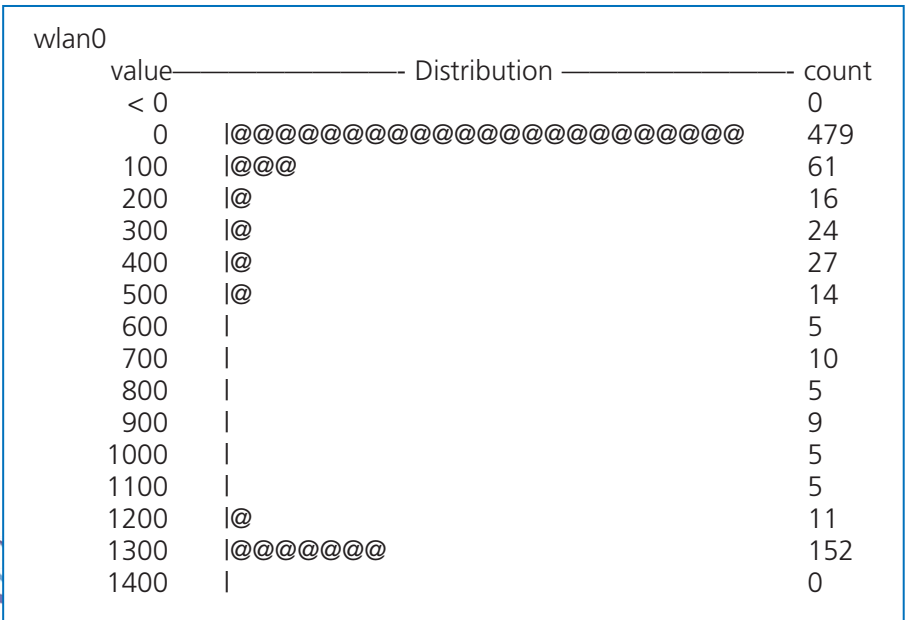 wlan0
value————————- Distribution ————————- count
< 0 0
0 |@@@@@@@@@@@@@@@@@@@@@@@ 479
100 |@@@ 61
200 |@ 16
300 |@ 24
400 |@ 27
500 |@ 14
600 | 5
700 | 10
800 | 5
900 | 9
1000 | 5
1100 | 5
1200 |@ 11
1300 |@@@@@@@ 152
1400 | 0